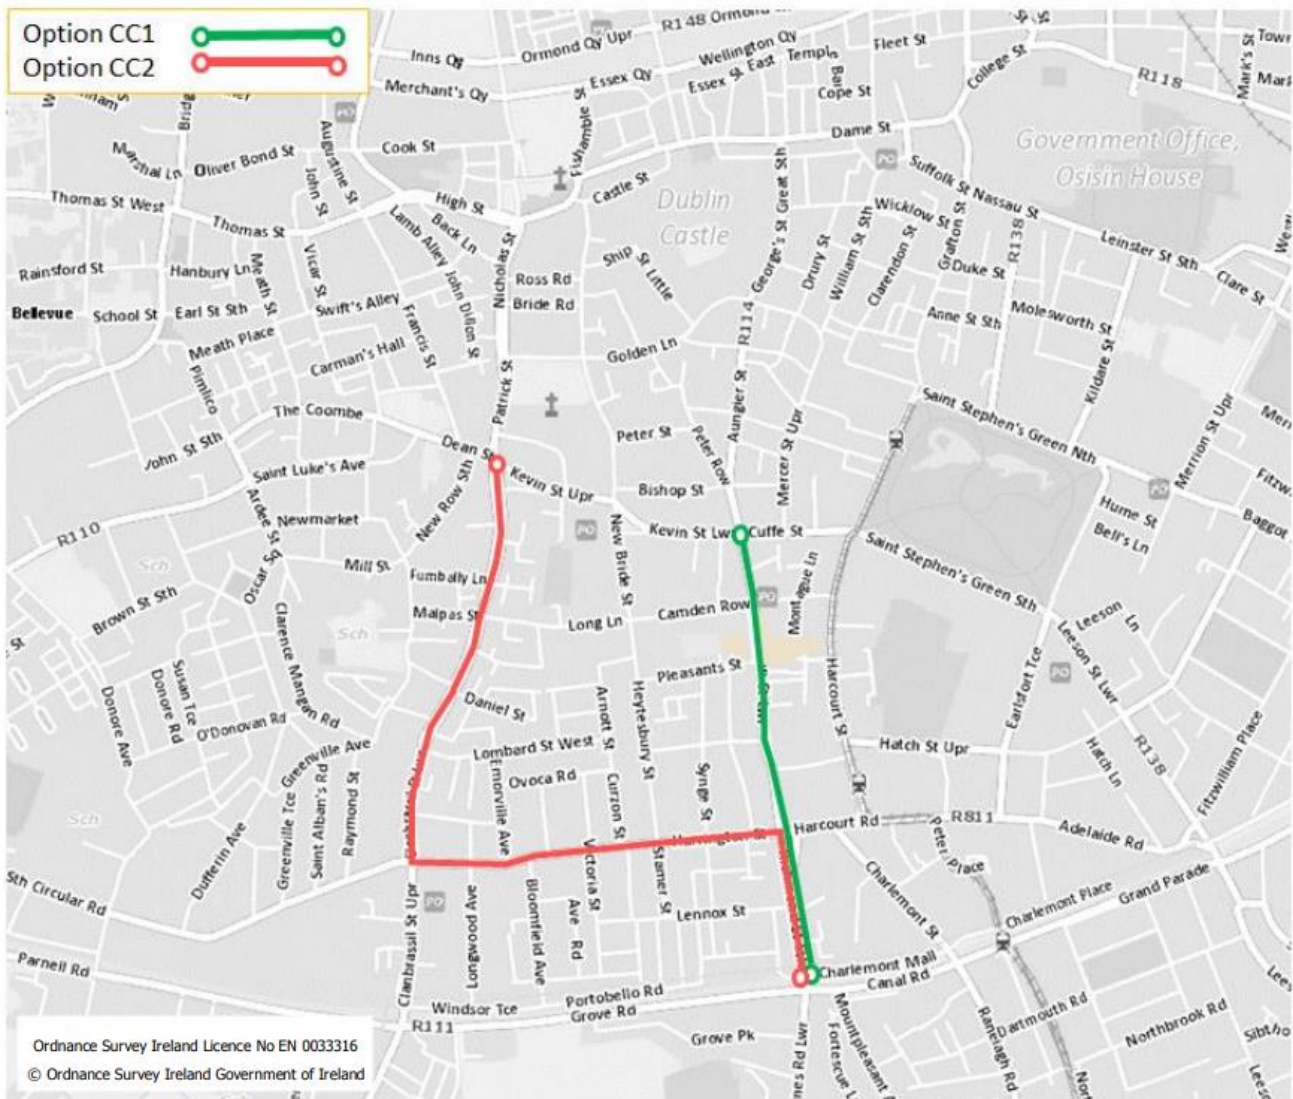 Option CC1
Option CC2
R148 Ormond
Inns Qy
Ormond Qy Upr
Wellington Qy
Fleet St
College St
R118
Mark's St
Merchant's Qy
Essex Qy
Essex St East
Temple Bar
Cope St
Dame St
Government Office,
Osisin House
Marshal Ln
Oliver Bond St
Augustine St
John St
Cook St
Fishamble St
Castle St
Dublin
Castle
Suffolk St
Nassau St
Thomas St West
Thomas St
High St
Lamb Alley
Back Ln
Nicholas St
George's St Great Sth
Wicklow St
Drury St
William St Sth
Clarendon St
Grafton St
R138
Leinster St Sth
Clare St
Duke St
Rainsford St
Hanbury Ln
Meath St
Vicar St
John Dillon St
Ross Rd
Bride Rd
Ship St Little
Bellevue
School St
Earl St Sth
Swift's Alley
Francis St
Anne St Sth
Molesworth St
Meath Place
Carman's Hall
Golden Ln
R114
Kildare St
Pimlico
The Coombe
Patrick St
Aungier St
Mercer St Upr
Saint Stephen's Green Nth
Merrion St Upr
John St Sth
Dean St
Peter St
Peter Row
Saint Luke's Ave
New Row Sth
Kevin St Upr
Bishop St
Hume St
Bell's Ln
R110
Ardee St
Newmarket
Kevin St Lwr
Cuffe St
PO
Sch
Oscar Sq
Mill St
Fumbally Ln
New Bride St
Saint Stephen's Green Sth
Brown St Sth
Malpas St
Long Ln
Camden Row
Montague Ln
Leeson Ln
Leeson St Lwr
Clarence Mangan Rd
Pleasants St
Harcourt St
Earlsfort Tce
Donore Ave
Donore Rd
Susan Tce
O'Donovan Rd
Daniel St
Arnott St
Heytesbury St
Hatch St Upr
Hatch Ln
R138
Fitzwilliam Place
Greenville Ave
Lombard St West
Ovoca Rd
Emorville Ave
Curzon St
Synge St
Sch
Dufferin Ave
Greenville Tce
Saint Alban's Rd
Raymond St
Harrington St
Harcourt Rd
R811
Peter Place
Adelaide Rd
Sth Circular Rd
Clanbrassil St Upr
Longwood Ave
Bloomfield Ave
Victoria St
Stamer St
Lennox St
Charlemont St
Charlemont Place
Grand Parade
Parnell Rd
Windsor Tce
Portobello Rd
Charlemont Mall
Canal Rd
R111
Grove Rd
Grove Pk
Mountpleasant
Ranelagh Rd
Dartmouth Rd
Northbrook Rd
Ordnance Survey Ireland Licence No EN 0033316
© Ordnance Survey Ireland Government of Ireland